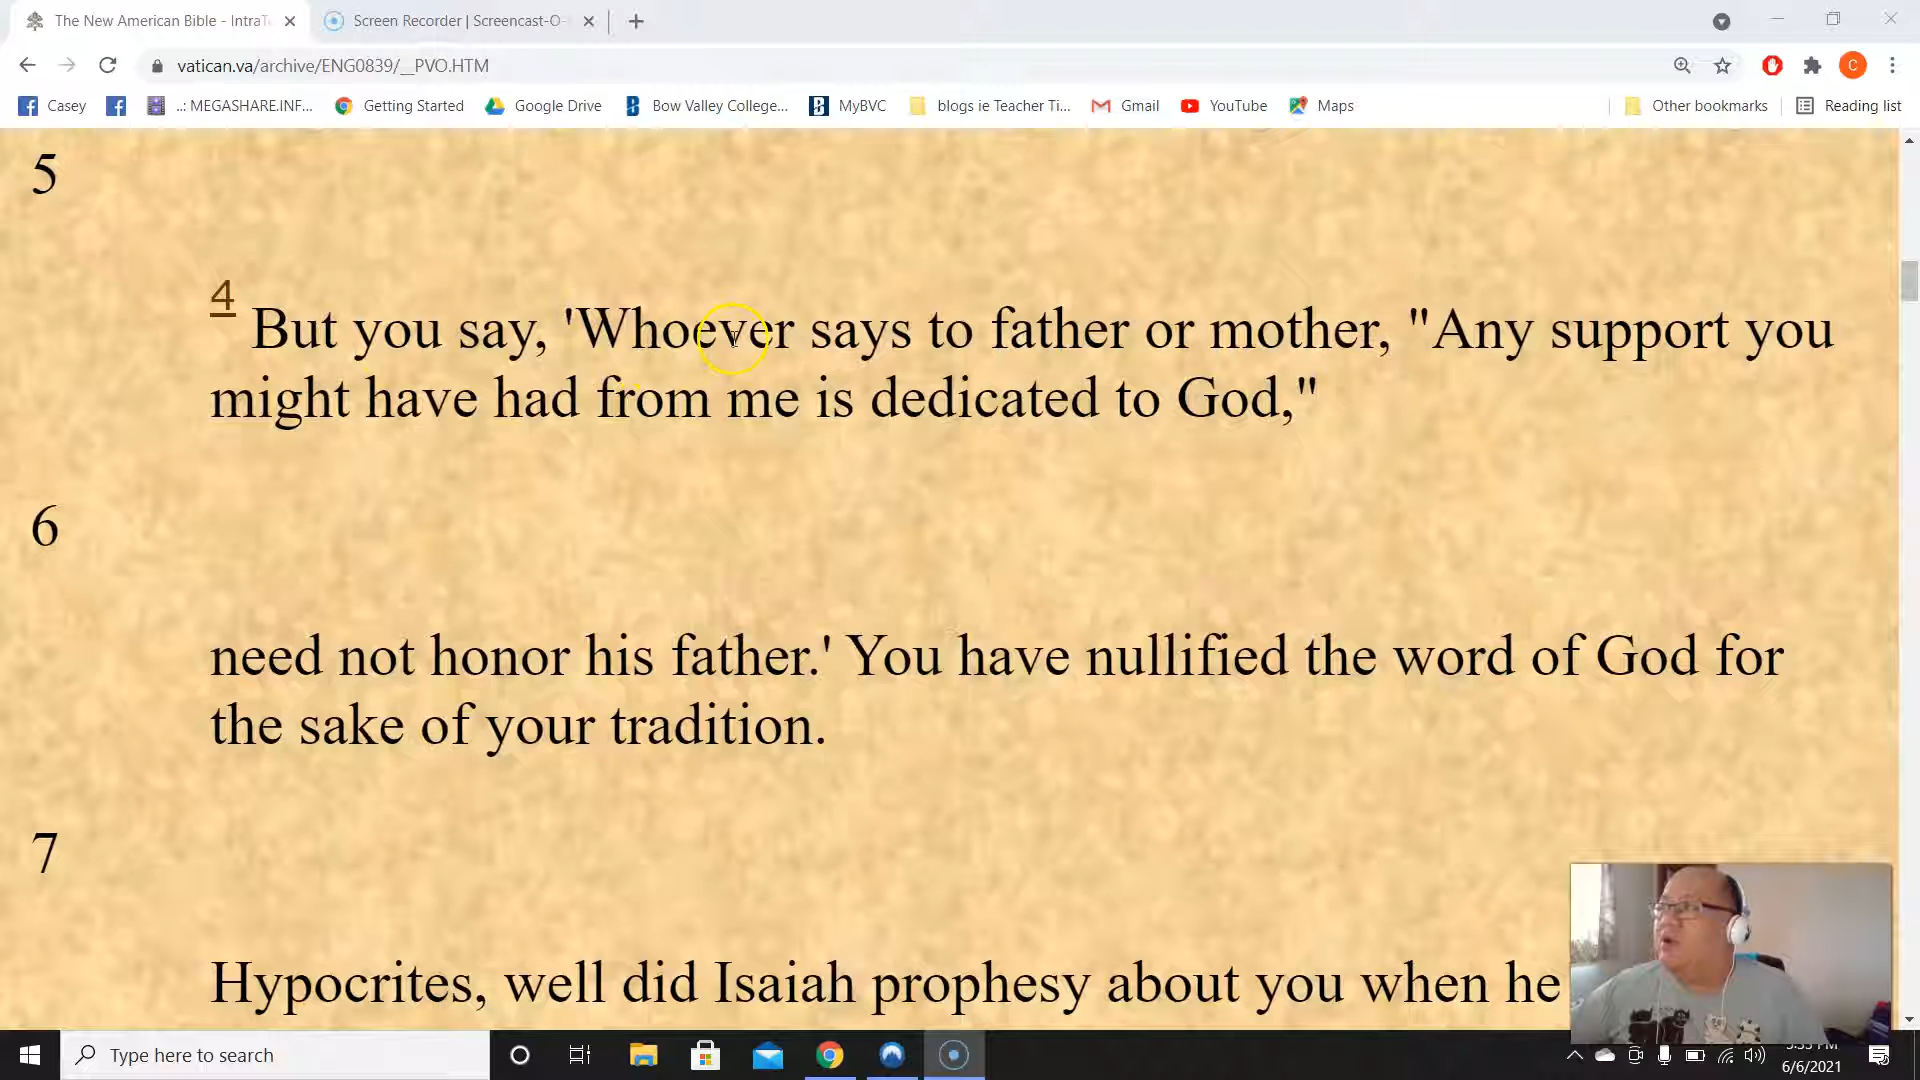 The New American Bible - IntraTe
Screen Recorder | Screencast-O-
vatican.va/archive/ENG0839/__PVO.HTM
C
Casey
..: MEGASHARE.INF...
Getting Started
Google Drive
Bow Valley College...
MyBVC
blogs ie Teacher Ti...
Gmail
YouTube
Maps
Other bookmarks
Reading list
5
4 But you say, 'Whoever says to father or mother, "Any support you
might have had from me is dedicated to God,"
6
need not honor his father.' You have nullified the word of God for
the sake of your tradition.
7
Hypocrites, well did Isaiah prophesy about you when he
Type here to search
6/6/2021